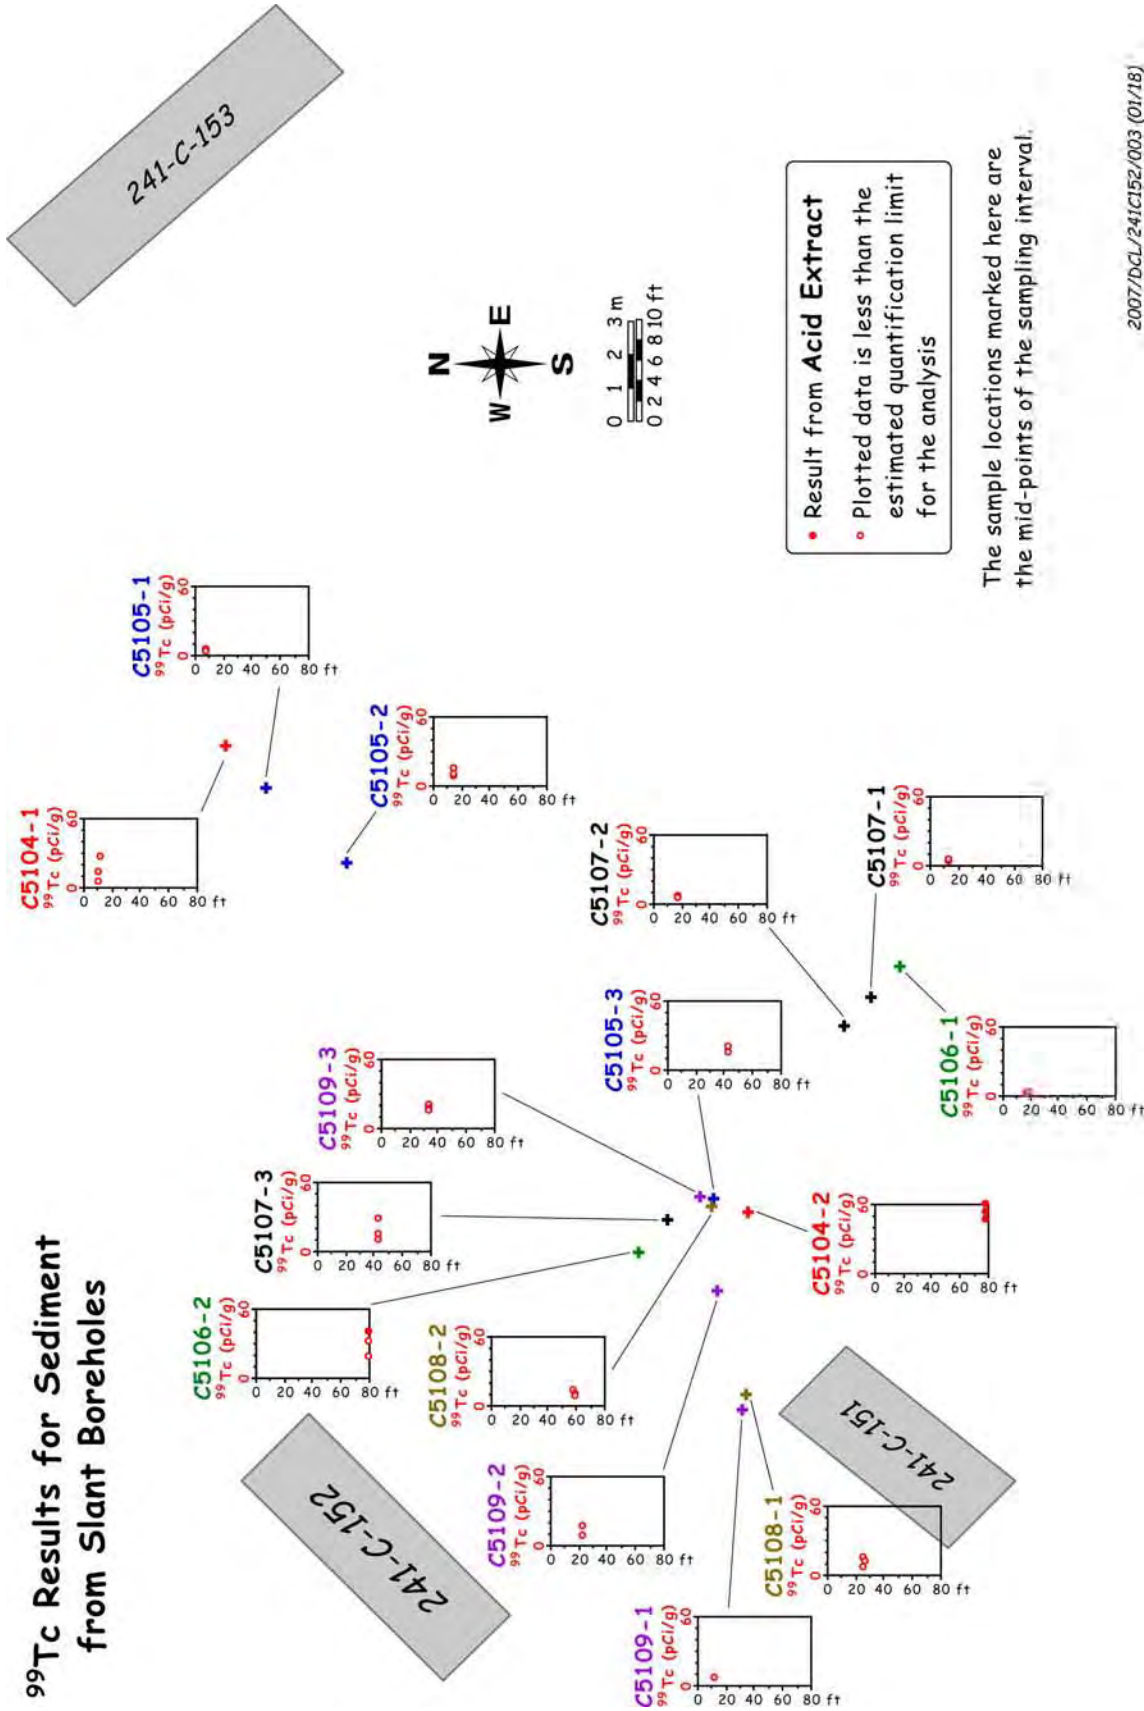 ⁹⁹Tc Results for Sediment
from Slant Boreholes
C5104-1
⁹⁹Tc (pCi/g)
0 60
0 20 40 60 80 ft
C5105-1
⁹⁹Tc (pCi/g)
0 60
0 20 40 60 80 ft
241-C-153
C5106-2
⁹⁹Tc (pCi/g)
0 60
0 20 40 60 80 ft
C5107-3
⁹⁹Tc (pCi/g)
0 60
0 20 40 60 80 ft
C5109-3
⁹⁹Tc (pCi/g)
0 60
0 20 40 60 80 ft
C5105-2
⁹⁹Tc (pCi/g)
0 60
0 20 40 60 80 ft
241-C-152
C5108-2
⁹⁹Tc (pCi/g)
0 60
0 20 40 60 80 ft
N
W E
S
C5109-2
⁹⁹Tc (pCi/g)
0 60
0 20 40 60 80 ft
C5105-3
⁹⁹Tc (pCi/g)
0 60
0 20 40 60 80 ft
C5107-2
⁹⁹Tc (pCi/g)
0 60
0 20 40 60 80 ft
0 1 2 3 m
0 2 4 6 8 10 ft
C5109-1
⁹⁹Tc (pCi/g)
0 60
0 20 40 60 80 ft
C5108-1
⁹⁹Tc (pCi/g)
0 60
0 20 40 60 80 ft
241-C-151
C5104-2
⁹⁹Tc (pCi/g)
0 60
0 20 40 60 80 ft
C5107-1
⁹⁹Tc (pCi/g)
0 60
0 20 40 60 80 ft
C5106-1
⁹⁹Tc (pCi/g)
0 60
0 20 40 60 80 ft
Result from Acid Extract
Plotted data is less than the
estimated quantification limit
for the analysis
The sample locations marked here are
the mid-points of the sampling interval.
2007/DCL/241C152/003 (01/18)